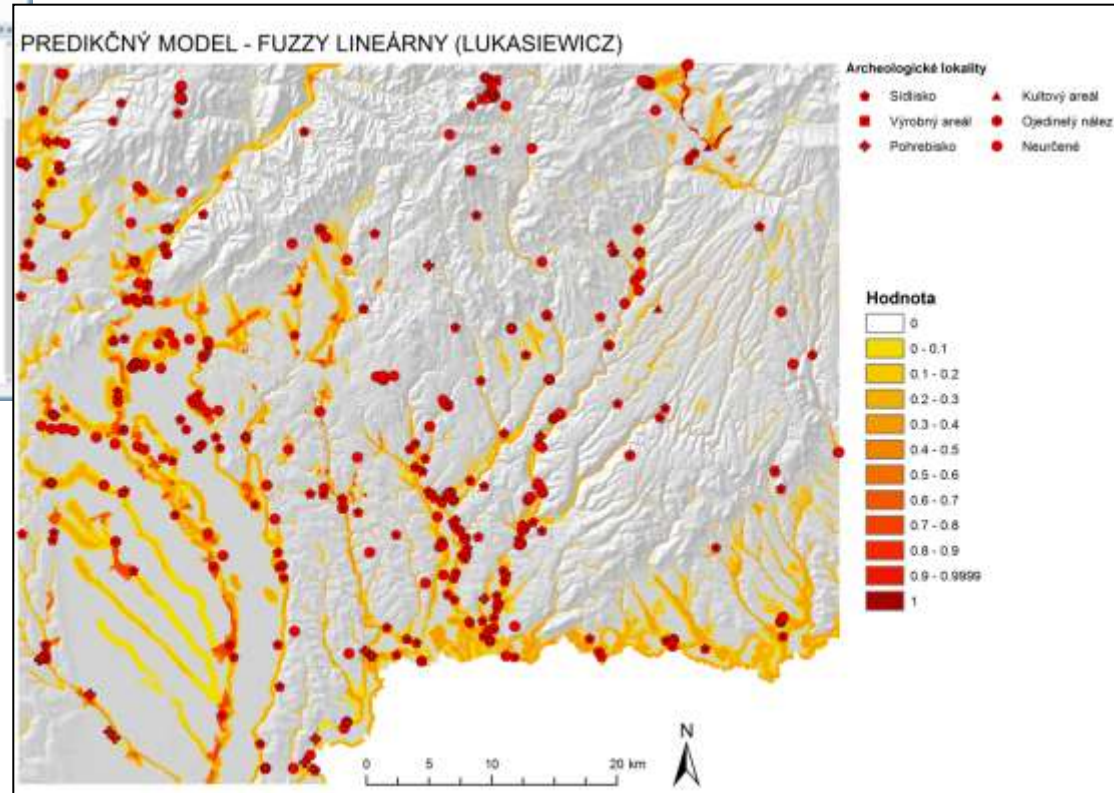 PREDIKČNÝ MODEL - FUZZY LINEÁRNY (LUKASIEWICZ)
Archeologické lokality
Sídlisko
Kultový areál
Výrobný areál
Ojedinelý nález
Pohrebisko
Neurčené
Hodnota
0
0 - 0.1
0.1 - 0.2
0.2 - 0.3
0.3 - 0.4
0.4 - 0.5
0.5 - 0.6
0.6 - 0.7
0.7 - 0.8
0.8 - 0.9
0.9 - 0.9999
1
N
0 5 10 20 km